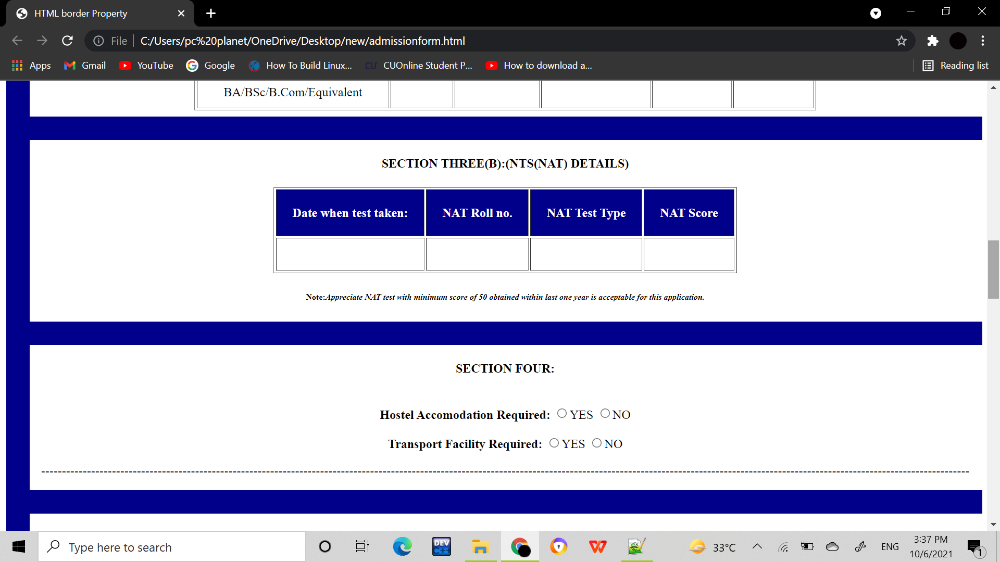 HTML border Property
File
C:/Users/pc%20planet/OneDrive/Desktop/new/admissionform.html
Apps Gmail YouTube Google How To Build Linux... CUOnline Student P... How to download a... Reading list
BA/BSc/B.Com/Equivalent
SECTION THREE(B):(NTS(NAT) DETAILS)
Date when test taken: NAT Roll no. NAT Test Type NAT Score
Note:Appreciate NAT test with minimum score of 50 obtained within last one year is acceptable for this application.
SECTION FOUR:
Hostel Accomodation Required: YES NO
Transport Facility Required: YES NO
Type here to search
DEV
C++
33°C
ENG
3:37 PM
10/6/2021
1